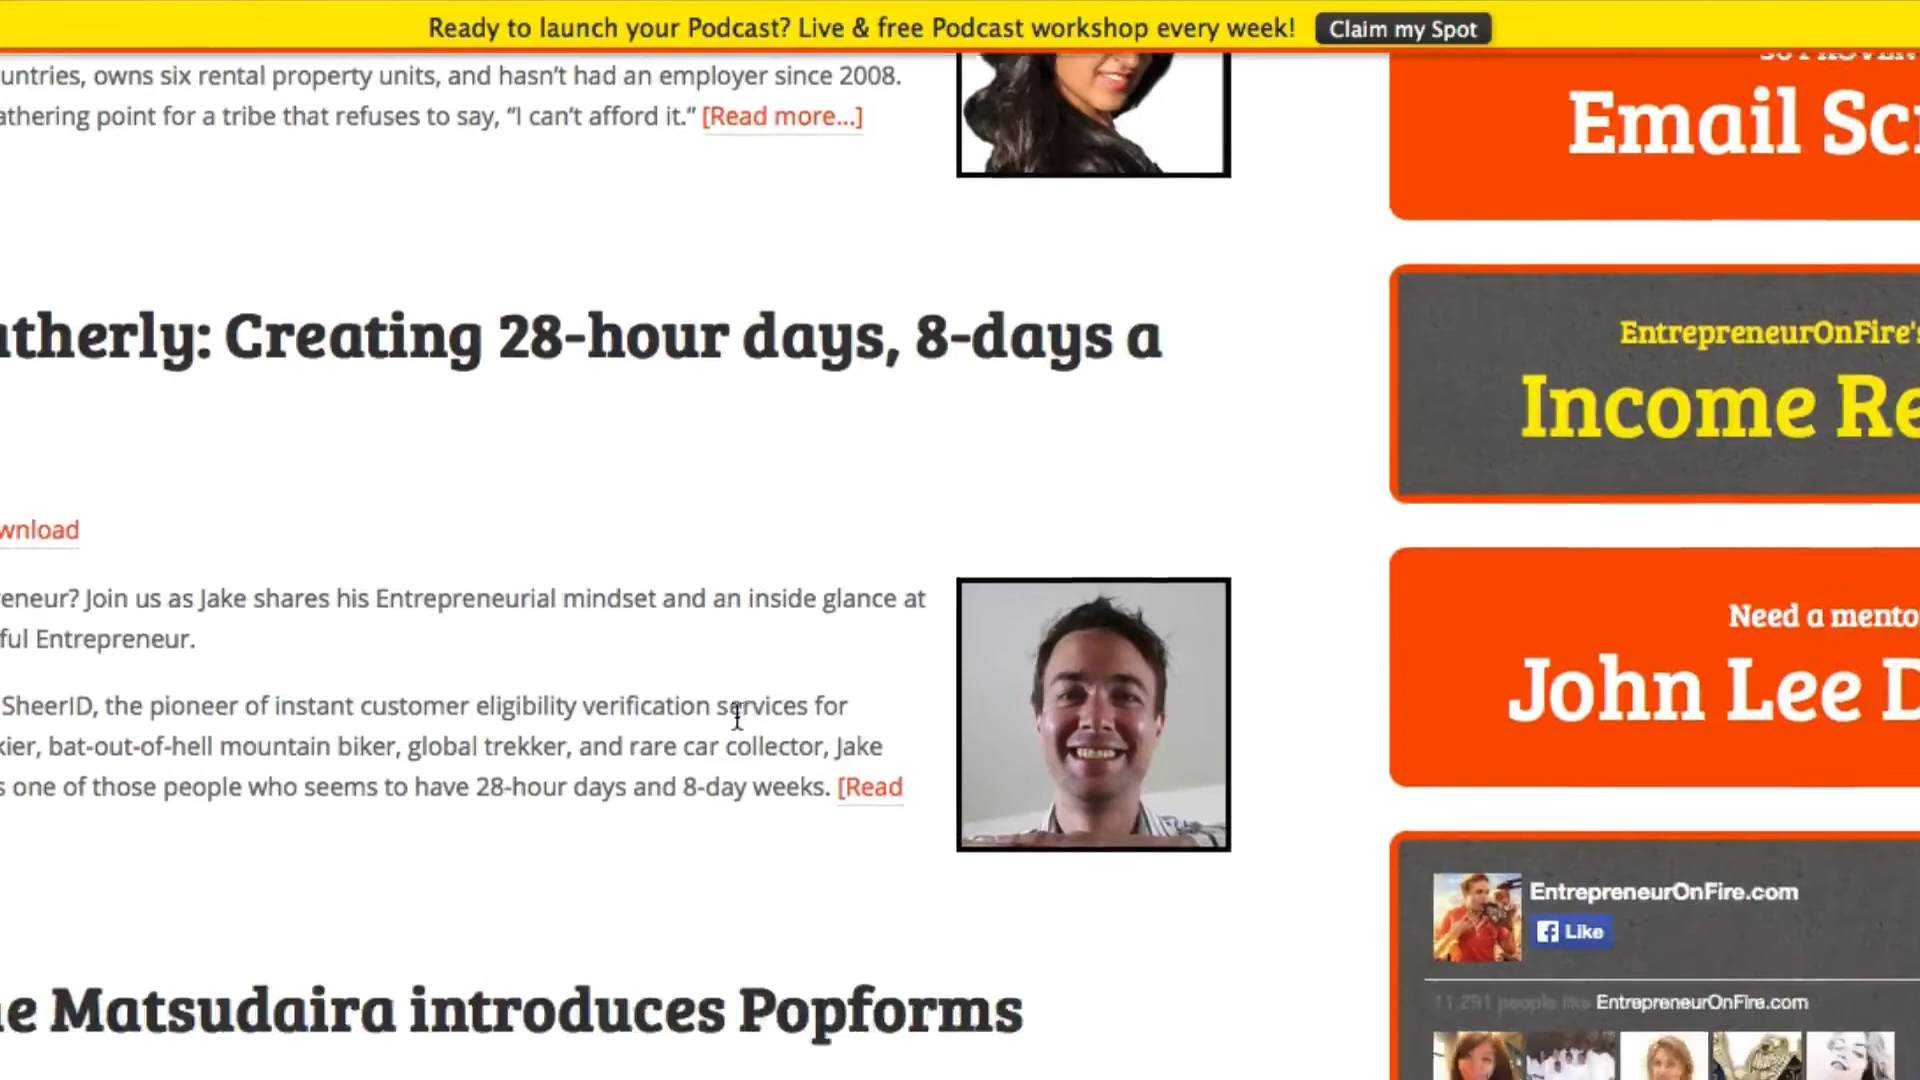 Ready to launch your Podcast? Live & free Podcast workshop every week! Claim my Spot
untries, owns six rental property units, and hasn't had an employer since 2008.
athering point for a tribe that refuses to say, “I can't afford it.” [Read more...]
Email Sc
EntrepreneurOnFire's
Income Re
atherly: Creating 28-hour days, 8-days a
wnload
reneur? Join us as Jake shares his Entrepreneurial mindset and an inside glance at
ful Entrepreneur.
Need a mento
John Lee D
SheerID, the pioneer of instant customer eligibility verification services for
kier, bat-out-of-hell mountain biker, global trekker, and rare car collector, Jake
s one of those people who seems to have 28-hour days and 8-day weeks. [Read
EntrepreneurOnFire.com
Like
11,291 people like EntrepreneurOnFire.com
ne Matsudaira introduces Popforms